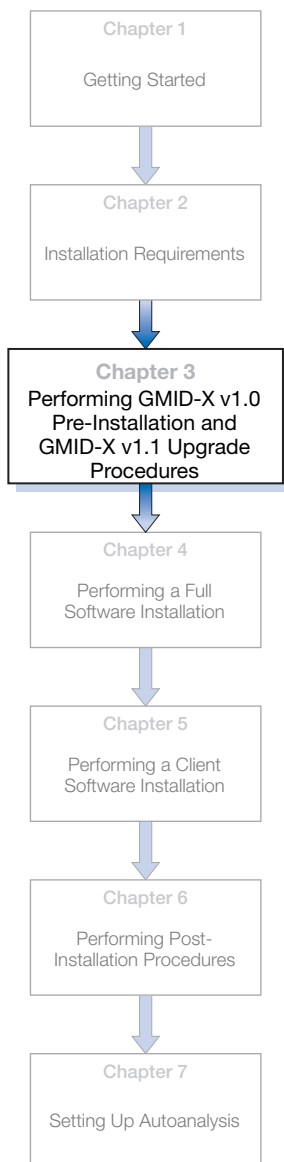 Chapter 1
Getting Started
Chapter 2
Installation Requirements
Chapter 3
Performing GMID-X v1.0
Pre-Installation and
GMID-X v1.1 Upgrade
Procedures
Chapter 4
Performing a Full
Software Installation
Chapter 5
Performing a Client
Software Installation
Chapter 6
Performing Post-
Installation Procedures
Chapter 7
Setting Up Autoanalysis